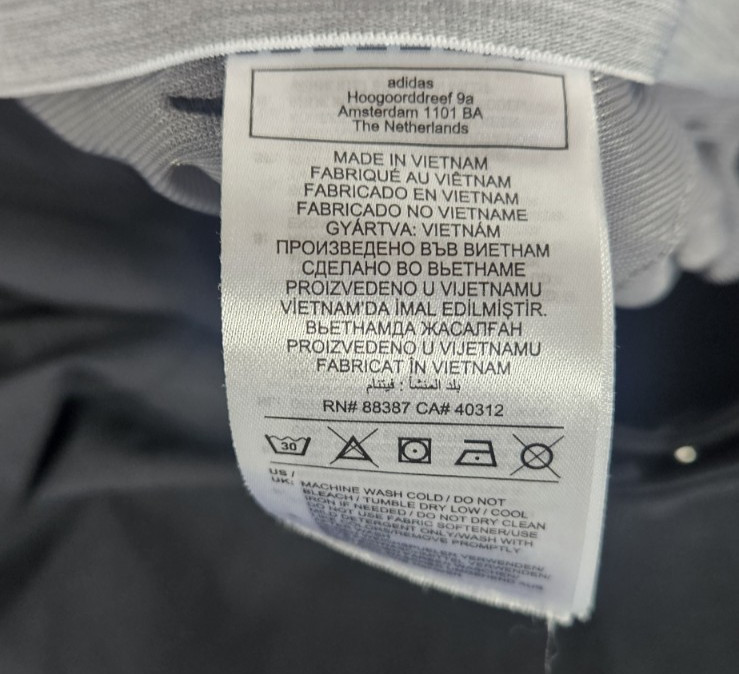 adidas
Hoogoorddreef 9a
Amsterdam 1101 BA
The Netherlands
MADE IN VIETNAM
FABRIQUÉ AU VIÊTNAM
FABRICADO EN VIETNAM
FABRICADO NO VIETNAME
GYÁRTVA: VIETNÁM
ПРОИЗВЕДЕНО ВЪВ ВИЕТНАМ
СДЕЛАНО ВО ВЬЕТНАМЕ
PROIZVEDENO U VIJETNAMU
VİETNAM'DA İMAL EDİLMİŞTİR.
ВЬЕТНАМДА ЖАСАЛҒАН
PROIZVEDENO U VIJETNAMU
FABRICAT ÎN VIETNAM
بلد المنشأ : فيتنام
RN# 88387 CA# 40312
30
US /
UK: MACHINE WASH COLD / DO NOT
BLEACH / TUMBLE DRY LOW / COOL
IRON IF NEEDED / DO NOT DRY CLEAN
DO NOT USE FABRIC SOFTENER/USE
MILD DETERGENT ONLY/WASH WITH
REMOVE PROMPTLY